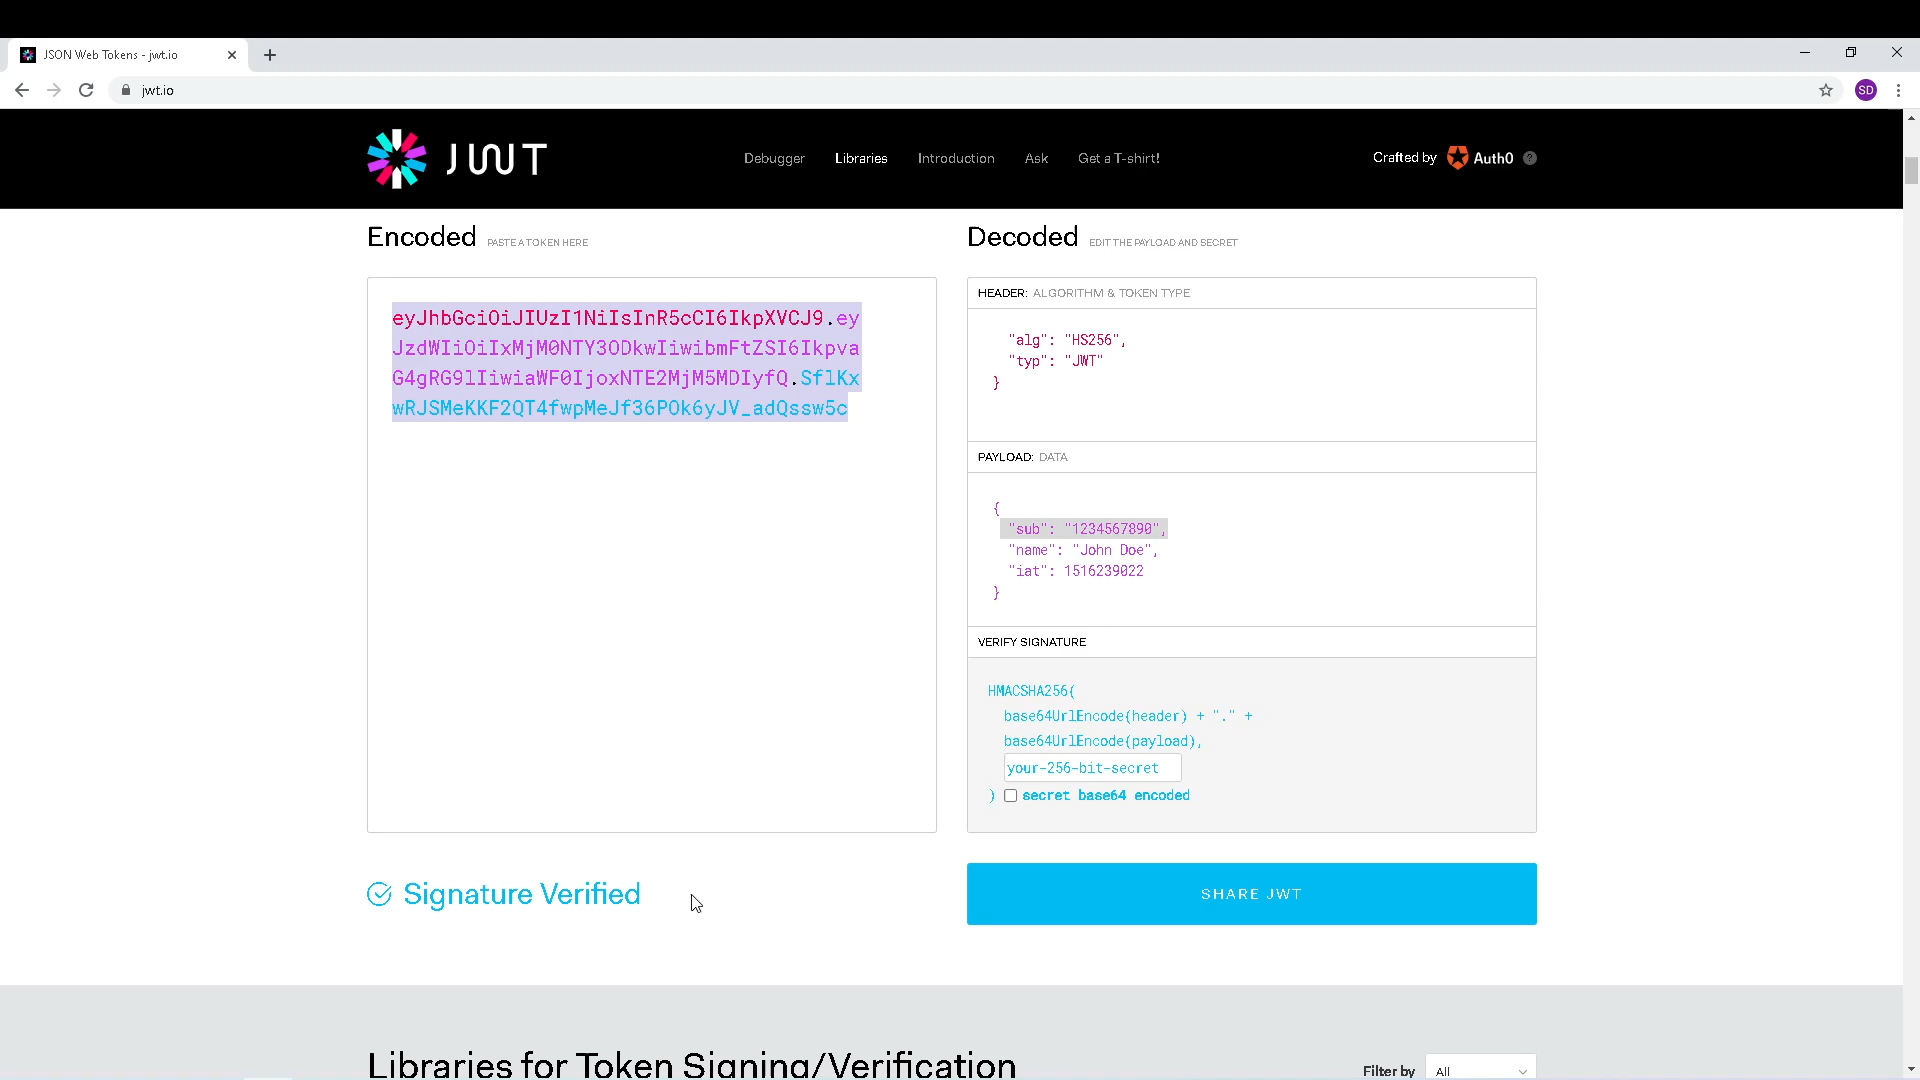 JSON Web Tokens - jwt.io
jwt.io
SD
JWT
Debugger
Libraries
Introduction
Ask
Get a T-shirt!
Crafted by Auth0 ?
Encoded PASTE A TOKEN HERE
eyJhbGciOiJIUzI1NiIsInR5cCI6IkpXVCJ9.ey
JzdWIiOiIxMjM0NTY3ODkwIiwibmFtZSI6Ikpva
G4gRG9lIiwiaWF0IjoxNTE2MjM5MDIyfQ.SflKx
wRJSMeKKF2QT4fwpMeJf36POk6yJV_adQssw5c
Signature Verified
Decoded EDIT THE PAYLOAD AND SECRET
HEADER: ALGORITHM & TOKEN TYPE
"alg": "HS256",
"typ": "JWT"
}
PAYLOAD: DATA
{
"sub": "1234567890",
"name": "John Doe",
"iat": 1516239022
}
VERIFY SIGNATURE
HMACSHA256(
base64UrlEncode(header) + "." +
base64UrlEncode(payload),
your-256-bit-secret
) secret base64 encoded
SHARE JWT
Libraries for Token Signing/Verification
Filter by All